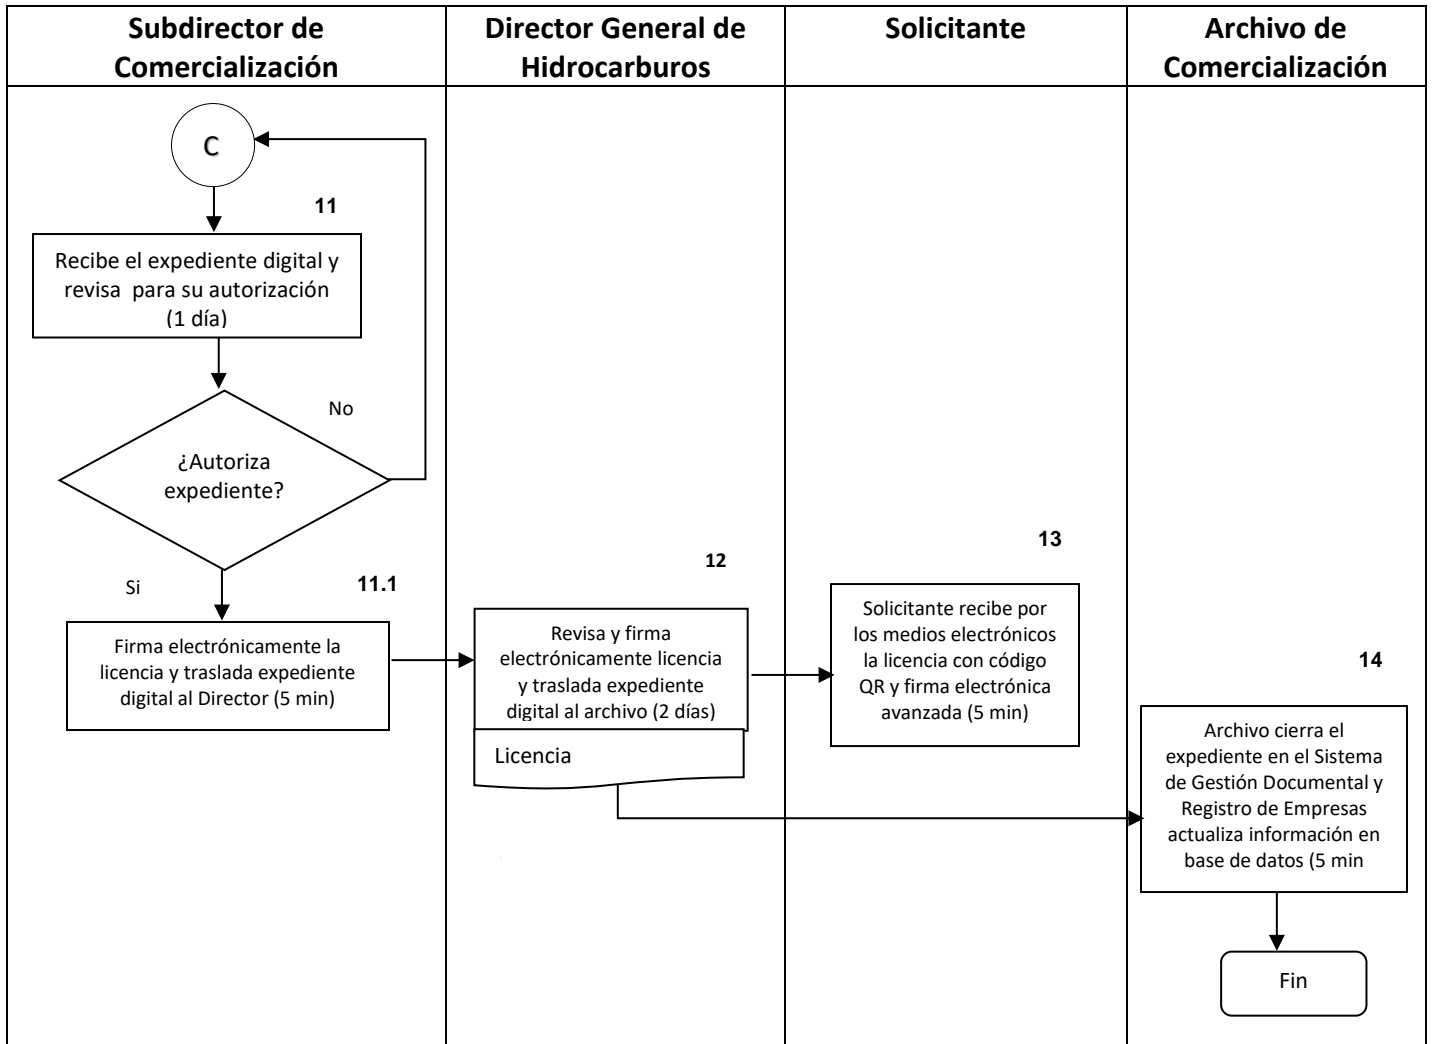 Subdirector de
Comercialización
Director General de
Hidrocarburos
Solicitante
Archivo de
Comercialización
C
11
Recibe el expediente digital y
revisa  para su autorización
(1 día)
No
¿Autoriza
expediente?
Si
11.1
Firma electrónicamente la
licencia y traslada expediente
digital al Director (5 min)
12
Revisa y firma
electrónicamente licencia
y traslada expediente
digital al archivo (2 días)
Licencia
13
Solicitante recibe por
los medios electrónicos
la licencia con código
QR y firma electrónica
avanzada (5 min)
14
Archivo cierra el
expediente en el Sistema
de Gestión Documental y
Registro de Empresas
actualiza información en
base de datos (5 min
Fin